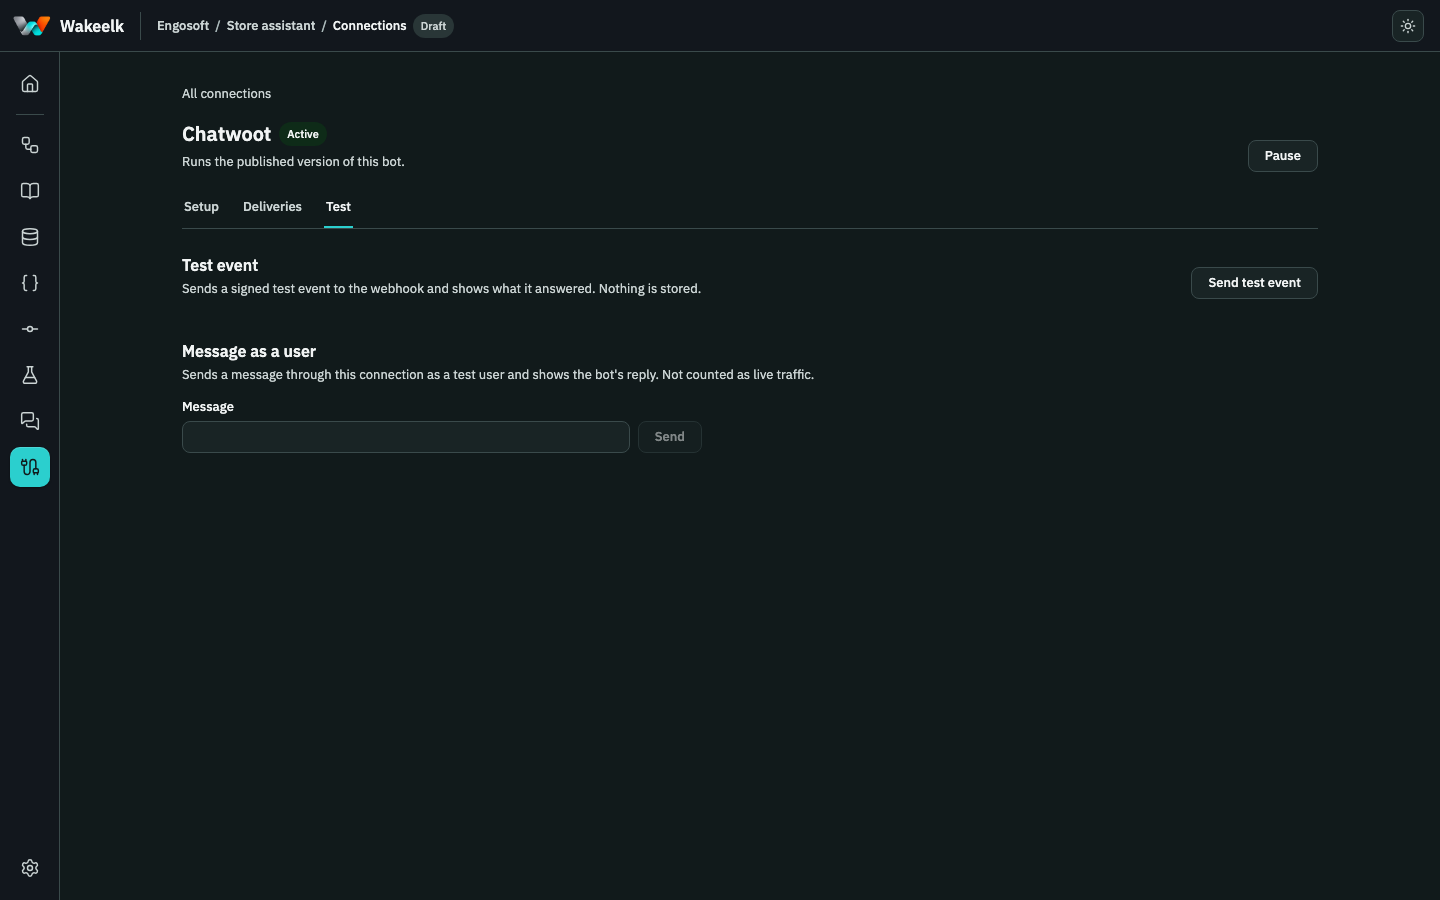 Wakeelk
Engosoft / Store assistant / Connections Draft
All connections
Chatwoot Active
Runs the published version of this bot.
Pause
Setup Deliveries Test
Test event
Sends a signed test event to the webhook and shows what it answered. Nothing is stored.
Send test event
Message as a user
Sends a message through this connection as a test user and shows the bot's reply. Not counted as live traffic.
Message
Send